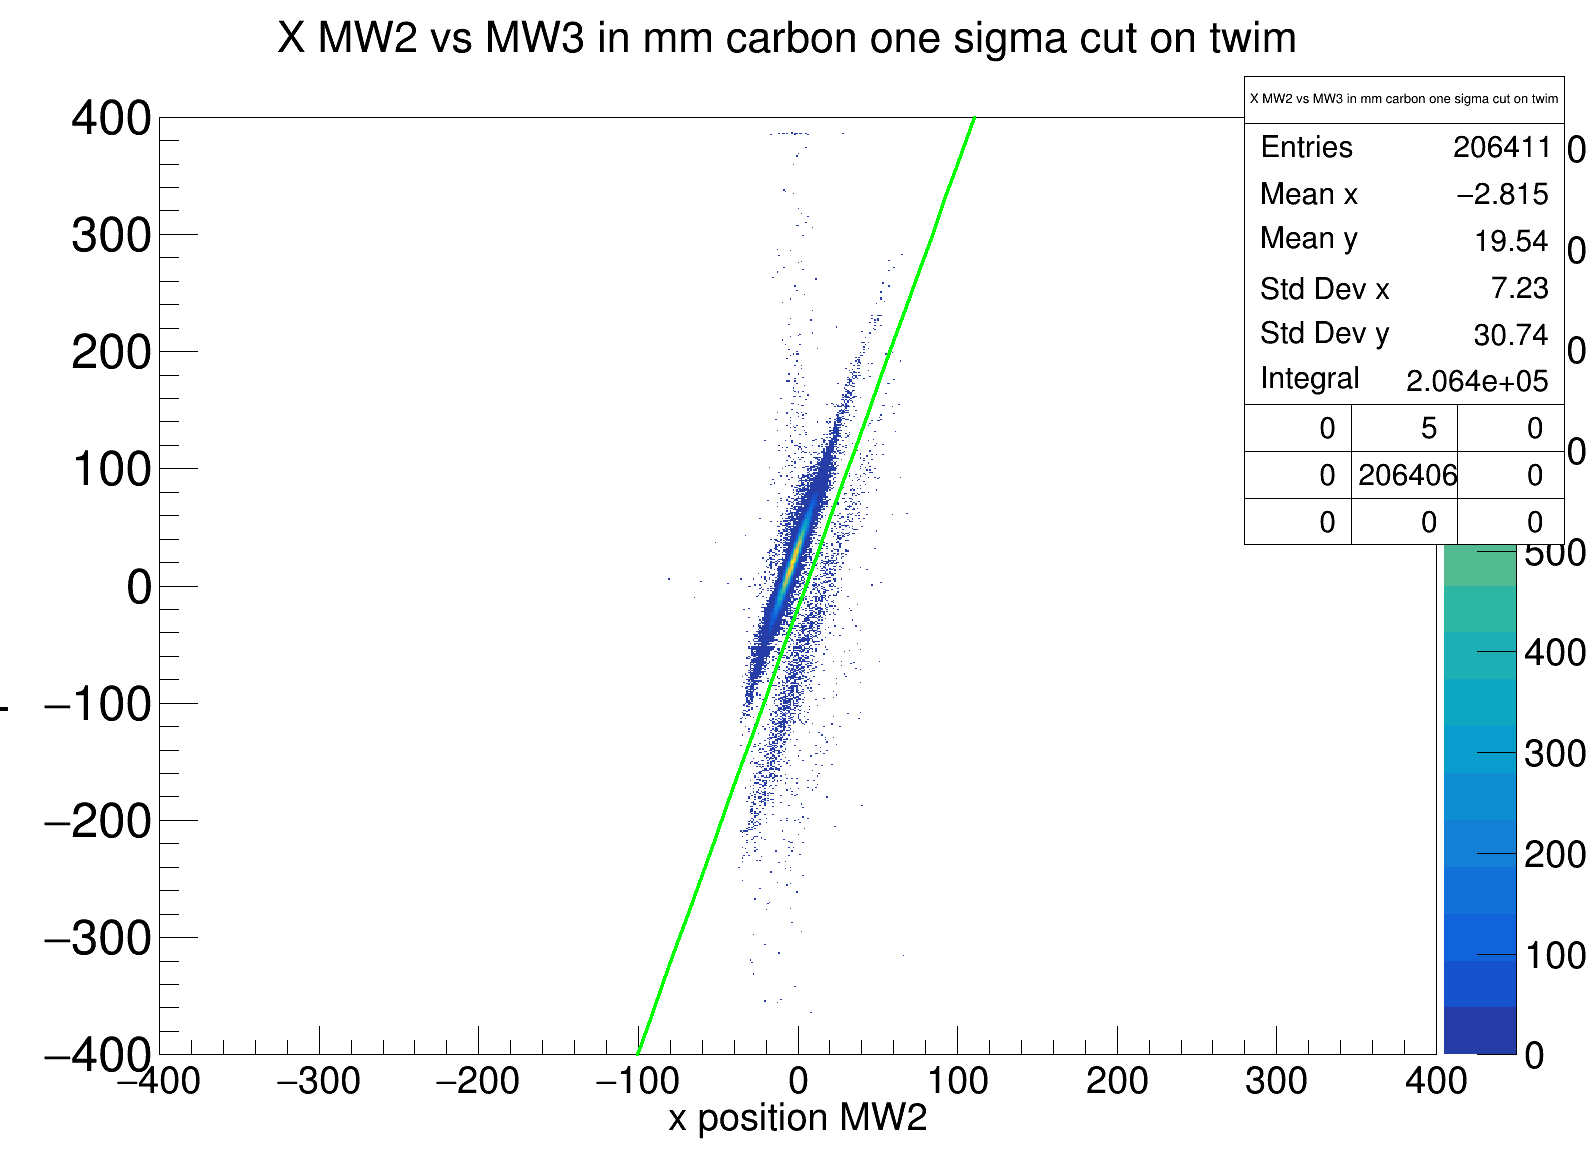 X MW2 vs MW3 in mm carbon one sigma cut on twim
X MW2 vs MW3 in mm carbon one sigma cut on twim
Entries 206411
Mean x −2.815
Mean y 19.54
Std Dev x 7.23
Std Dev y 30.74
Integral 2.064e+05
0 5 0
0 206406 0
0 0 0
400
300
200
100
0
−100
−200
−300
−400
−400 −300 −200 −100 0 100 200 300 400
x position MW2
0
0
0
0
500
400
300
200
100
0